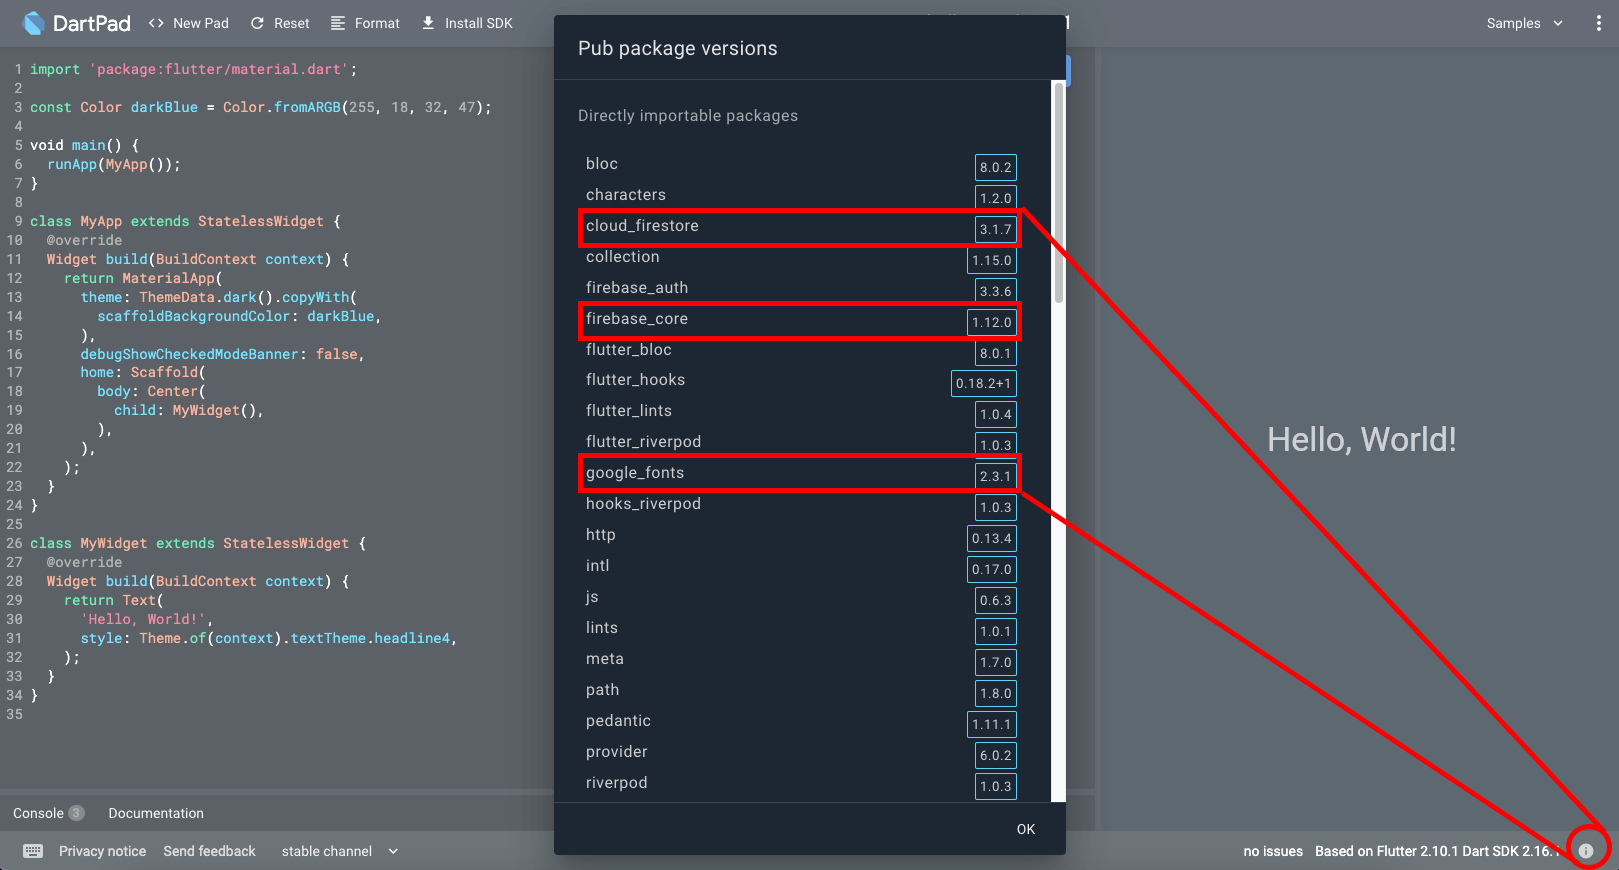 DartPad
<> New Pad
Reset
Format
Install SDK
Samples
1 import 'package:flutter/material.dart';
2
3 const Color darkBlue = Color.fromARGB(255, 18, 32, 47);
4
5 void main() {
6 runApp(MyApp());
7 }
8
9 class MyApp extends StatelessWidget {
10 @override
11 Widget build(BuildContext context) {
12 return MaterialApp(
13 theme: ThemeData.dark().copyWith(
14 scaffoldBackgroundColor: darkBlue,
15 ),
16 debugShowCheckedModeBanner: false,
17 home: Scaffold(
18 body: Center(
19 child: MyWidget(),
20 ),
21 ),
22 );
23 }
24 }
25
26 class MyWidget extends StatelessWidget {
27 @override
28 Widget build(BuildContext context) {
29 return Text(
30 'Hello, World!',
31 style: Theme.of(context).textTheme.headline4,
32 );
33 }
34 }
35
Pub package versions
Directly importable packages
bloc 8.0.2
characters 1.2.0
cloud_firestore 3.1.7
collection 1.15.0
firebase_auth 3.3.6
firebase_core 1.12.0
flutter_bloc 8.0.1
flutter_hooks 0.18.2+1
flutter_lints 1.0.4
flutter_riverpod 1.0.3
google_fonts 2.3.1
hooks_riverpod 1.0.3
http 0.13.4
intl 0.17.0
js 0.6.3
lints 1.0.1
meta 1.7.0
path 1.8.0
pedantic 1.11.1
provider 6.0.2
riverpod 1.0.3
OK
Hello, World!
Console 3
Documentation
Privacy notice
Send feedback
stable channel
no issues
Based on Flutter 2.10.1 Dart SDK 2.16.1